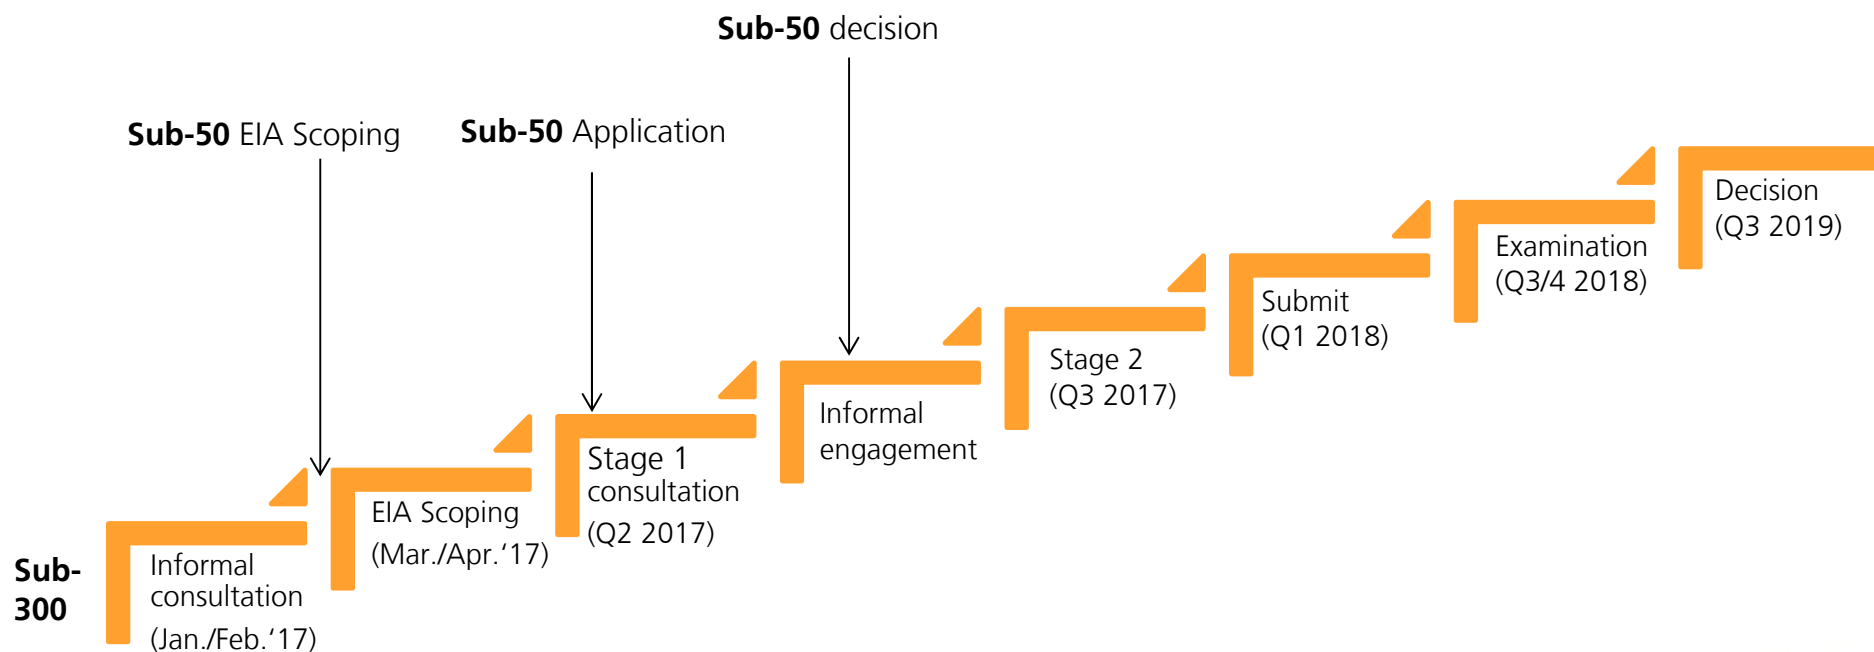 Sub-50 decision
Sub-50 EIA Scoping
Sub-50 Application
Sub-
300
Informal
consultation
(Jan./Feb.‘17)
EIA Scoping
(Mar./Apr.‘17)
Stage 1
consultation
(Q2 2017)
Informal
engagement
Stage 2
(Q3 2017)
Submit
(Q1 2018)
Examination
(Q3/4 2018)
Decision
(Q3 2019)